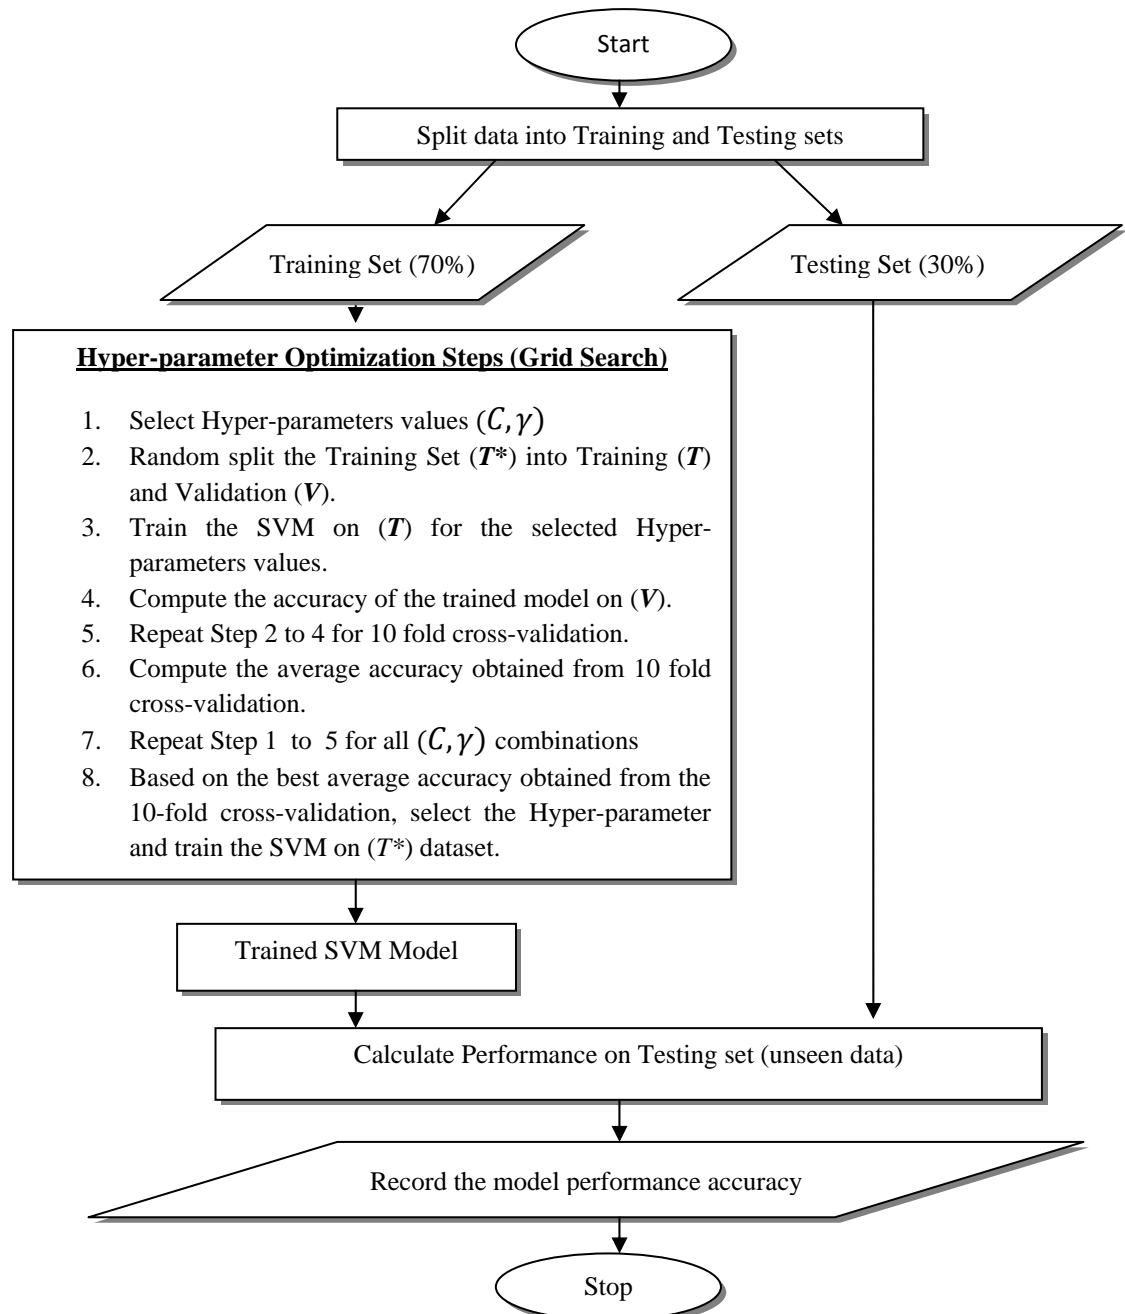 Start
Split data into Training and Testing sets
Training Set (70%)
Testing Set (30%)
Hyper-parameter Optimization Steps (Grid Search)
1. Select Hyper-parameters values (C, γ)
2. Random split the Training Set (T*) into Training (T)
and Validation (V).
3. Train the SVM on (T) for the selected Hyper-
parameters values.
4. Compute the accuracy of the trained model on (V).
5. Repeat Step 2 to 4 for 10 fold cross-validation.
6. Compute the average accuracy obtained from 10 fold
cross-validation.
7. Repeat Step 1 to 5 for all (C, γ) combinations
8. Based on the best average accuracy obtained from the
10-fold cross-validation, select the Hyper-parameter
and train the SVM on (T*) dataset.
Trained SVM Model
Calculate Performance on Testing set (unseen data)
Record the model performance accuracy
Stop